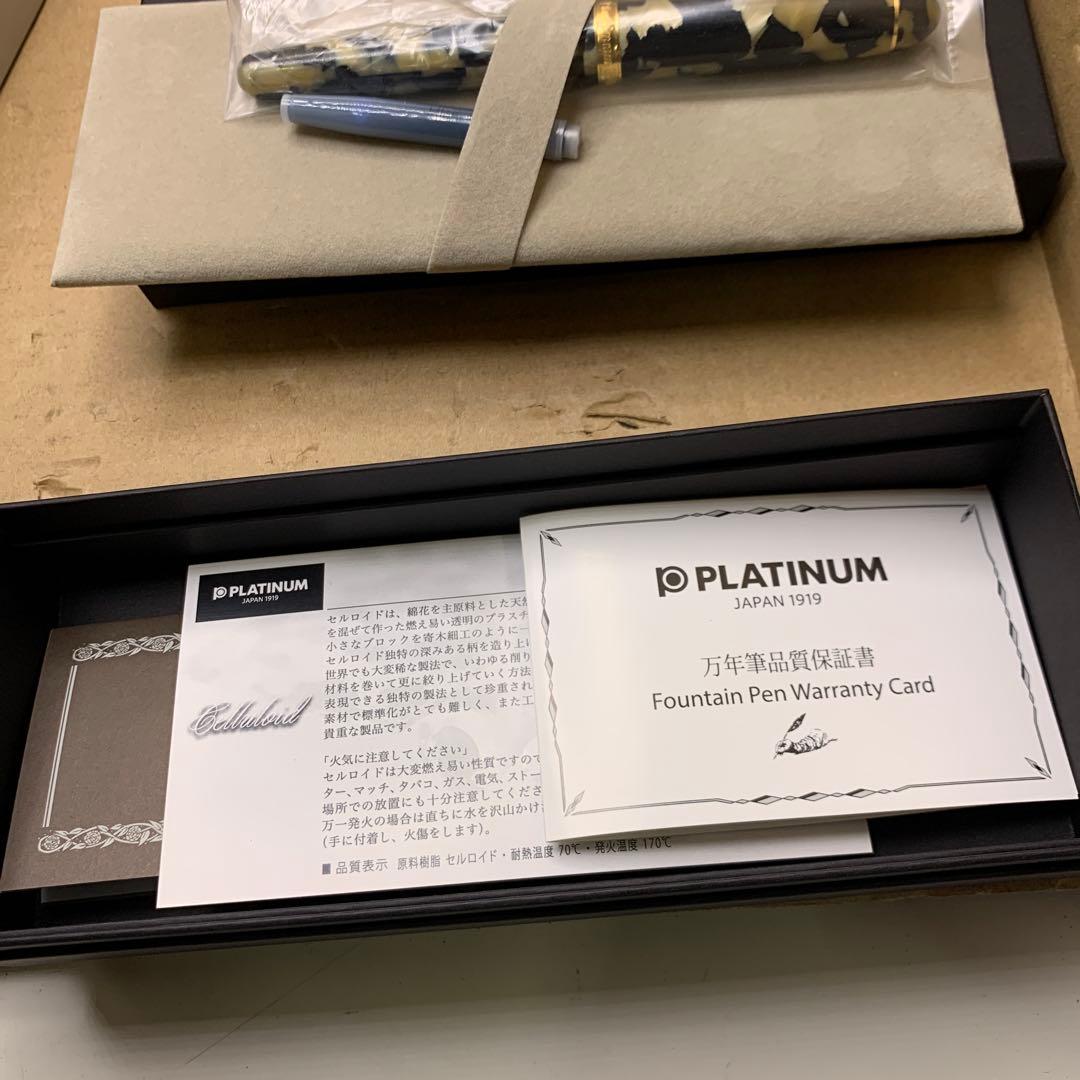 PLATINUM
JAPAN 1919
Celluloid
セルロイドは、綿花を主原料とした天然
を混ぜて作った燃え易い透明のプラスチ
小さなブロックを寄木細工のように一
セルロイド独特の深みある柄を造り上げ
世界でも大変稀な製法で、いわゆる削り
材料を巻いて更に絞り上げていく方法
表現できる独特の製法として珍重され
素材で標準化がとても難しく、また工
貴重な製品です。
「火気に注意してください」
セルロイドは大変燃え易い性質ですので
ター、マッチ、タバコ、ガス、電気、ストー
場所での放置にも十分注意してくださ
万一発火の場合は直ちに水を沢山かけ
(手に付着し、火傷をします)。
■ 品質表示 原料樹脂 セルロイド・耐熱温度 70℃・発火温度 170℃
PLATINUM
JAPAN 1919
万年筆品質保証書
Fountain Pen Warranty Card